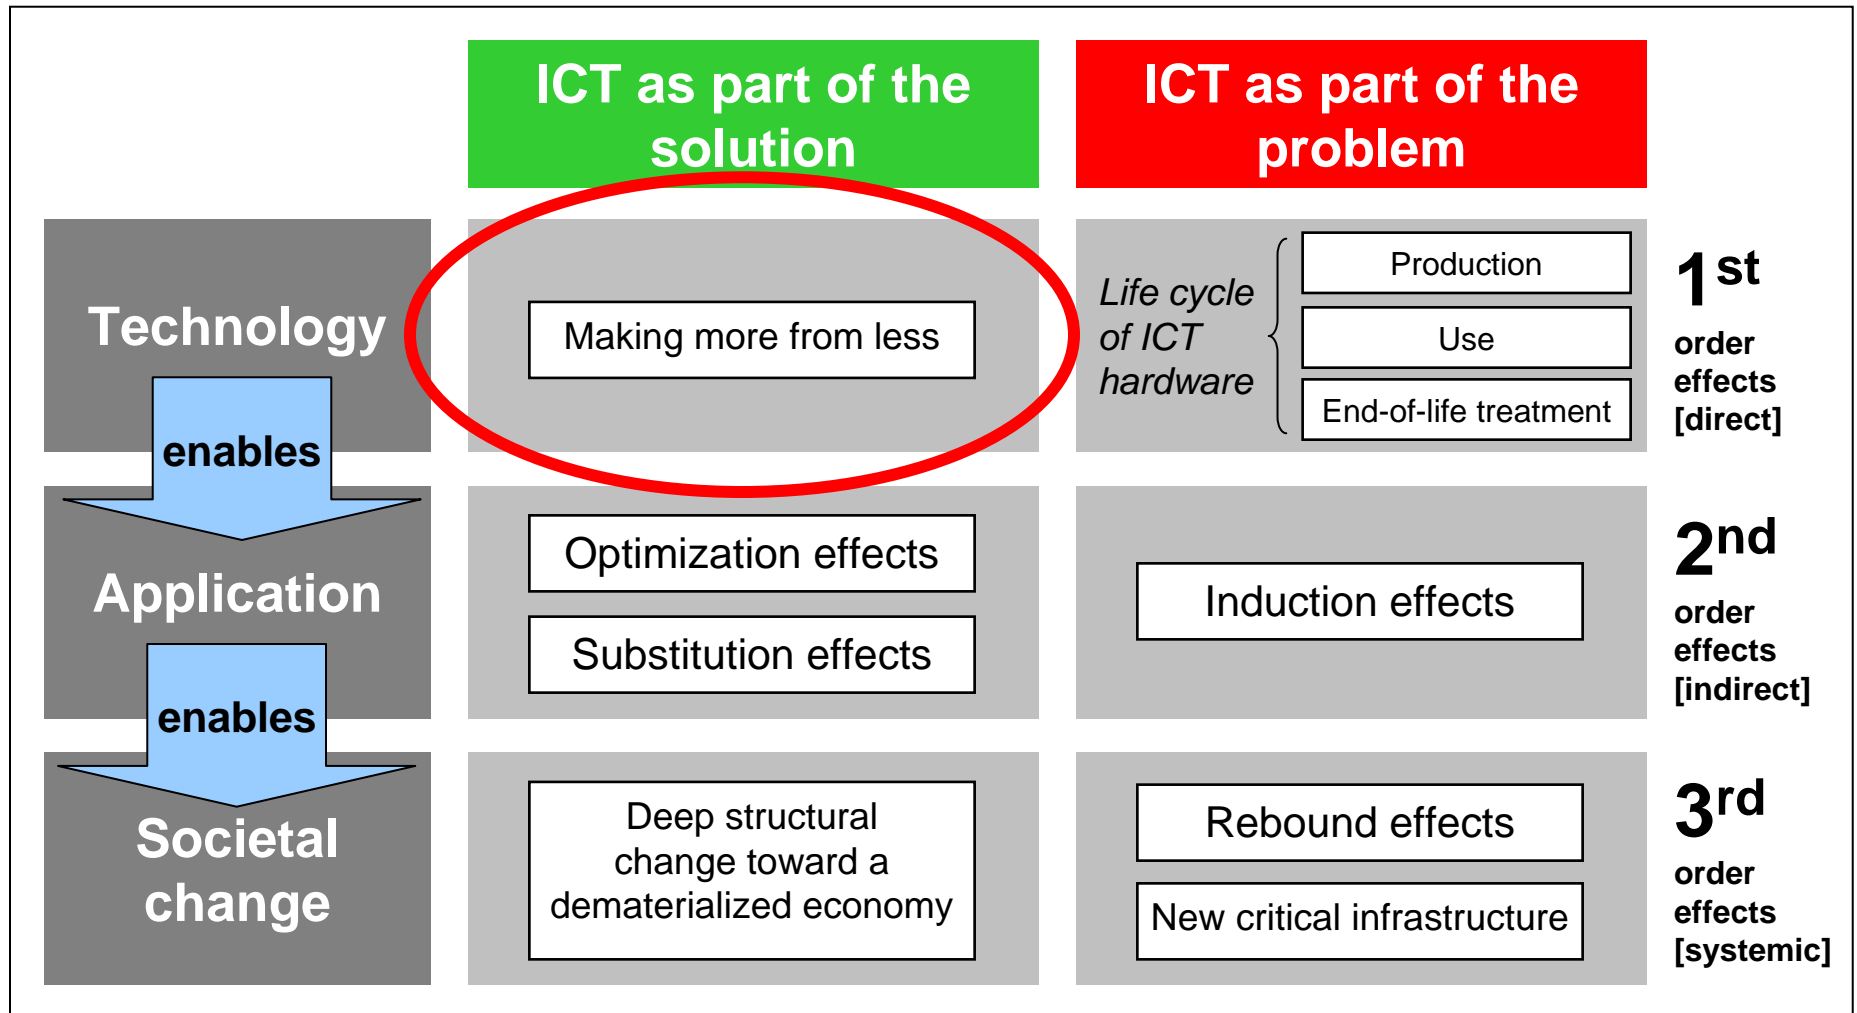 ICT as part of the
solution
ICT as part of the
problem
Technology
Making more from less
Life cycle
of ICT
hardware
Production
Use
End-of-life treatment
1st
order
effects
[direct]
enables
Application
Optimization effects
Substitution effects
Induction effects
2nd
order
effects
[indirect]
enables
Societal
change
Deep structural
change toward a
dematerialized economy
Rebound effects
New critical infrastructure
3rd
order
effects
[systemic]